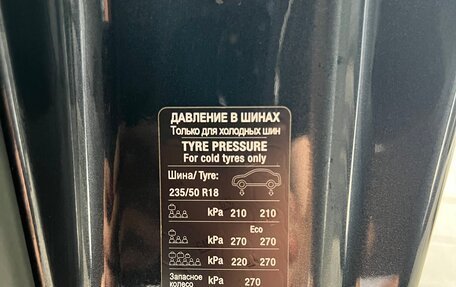 ДАВЛЕНИЕ В ШИНАХ
Только для холодных шин
TYRE PRESSURE
For cold tyres only
Шина/Tyre:
235/50 R18
kPa 210 210
Eco
kPa 270 270
kPa 220 270
Запасное
колесо
kPa 270